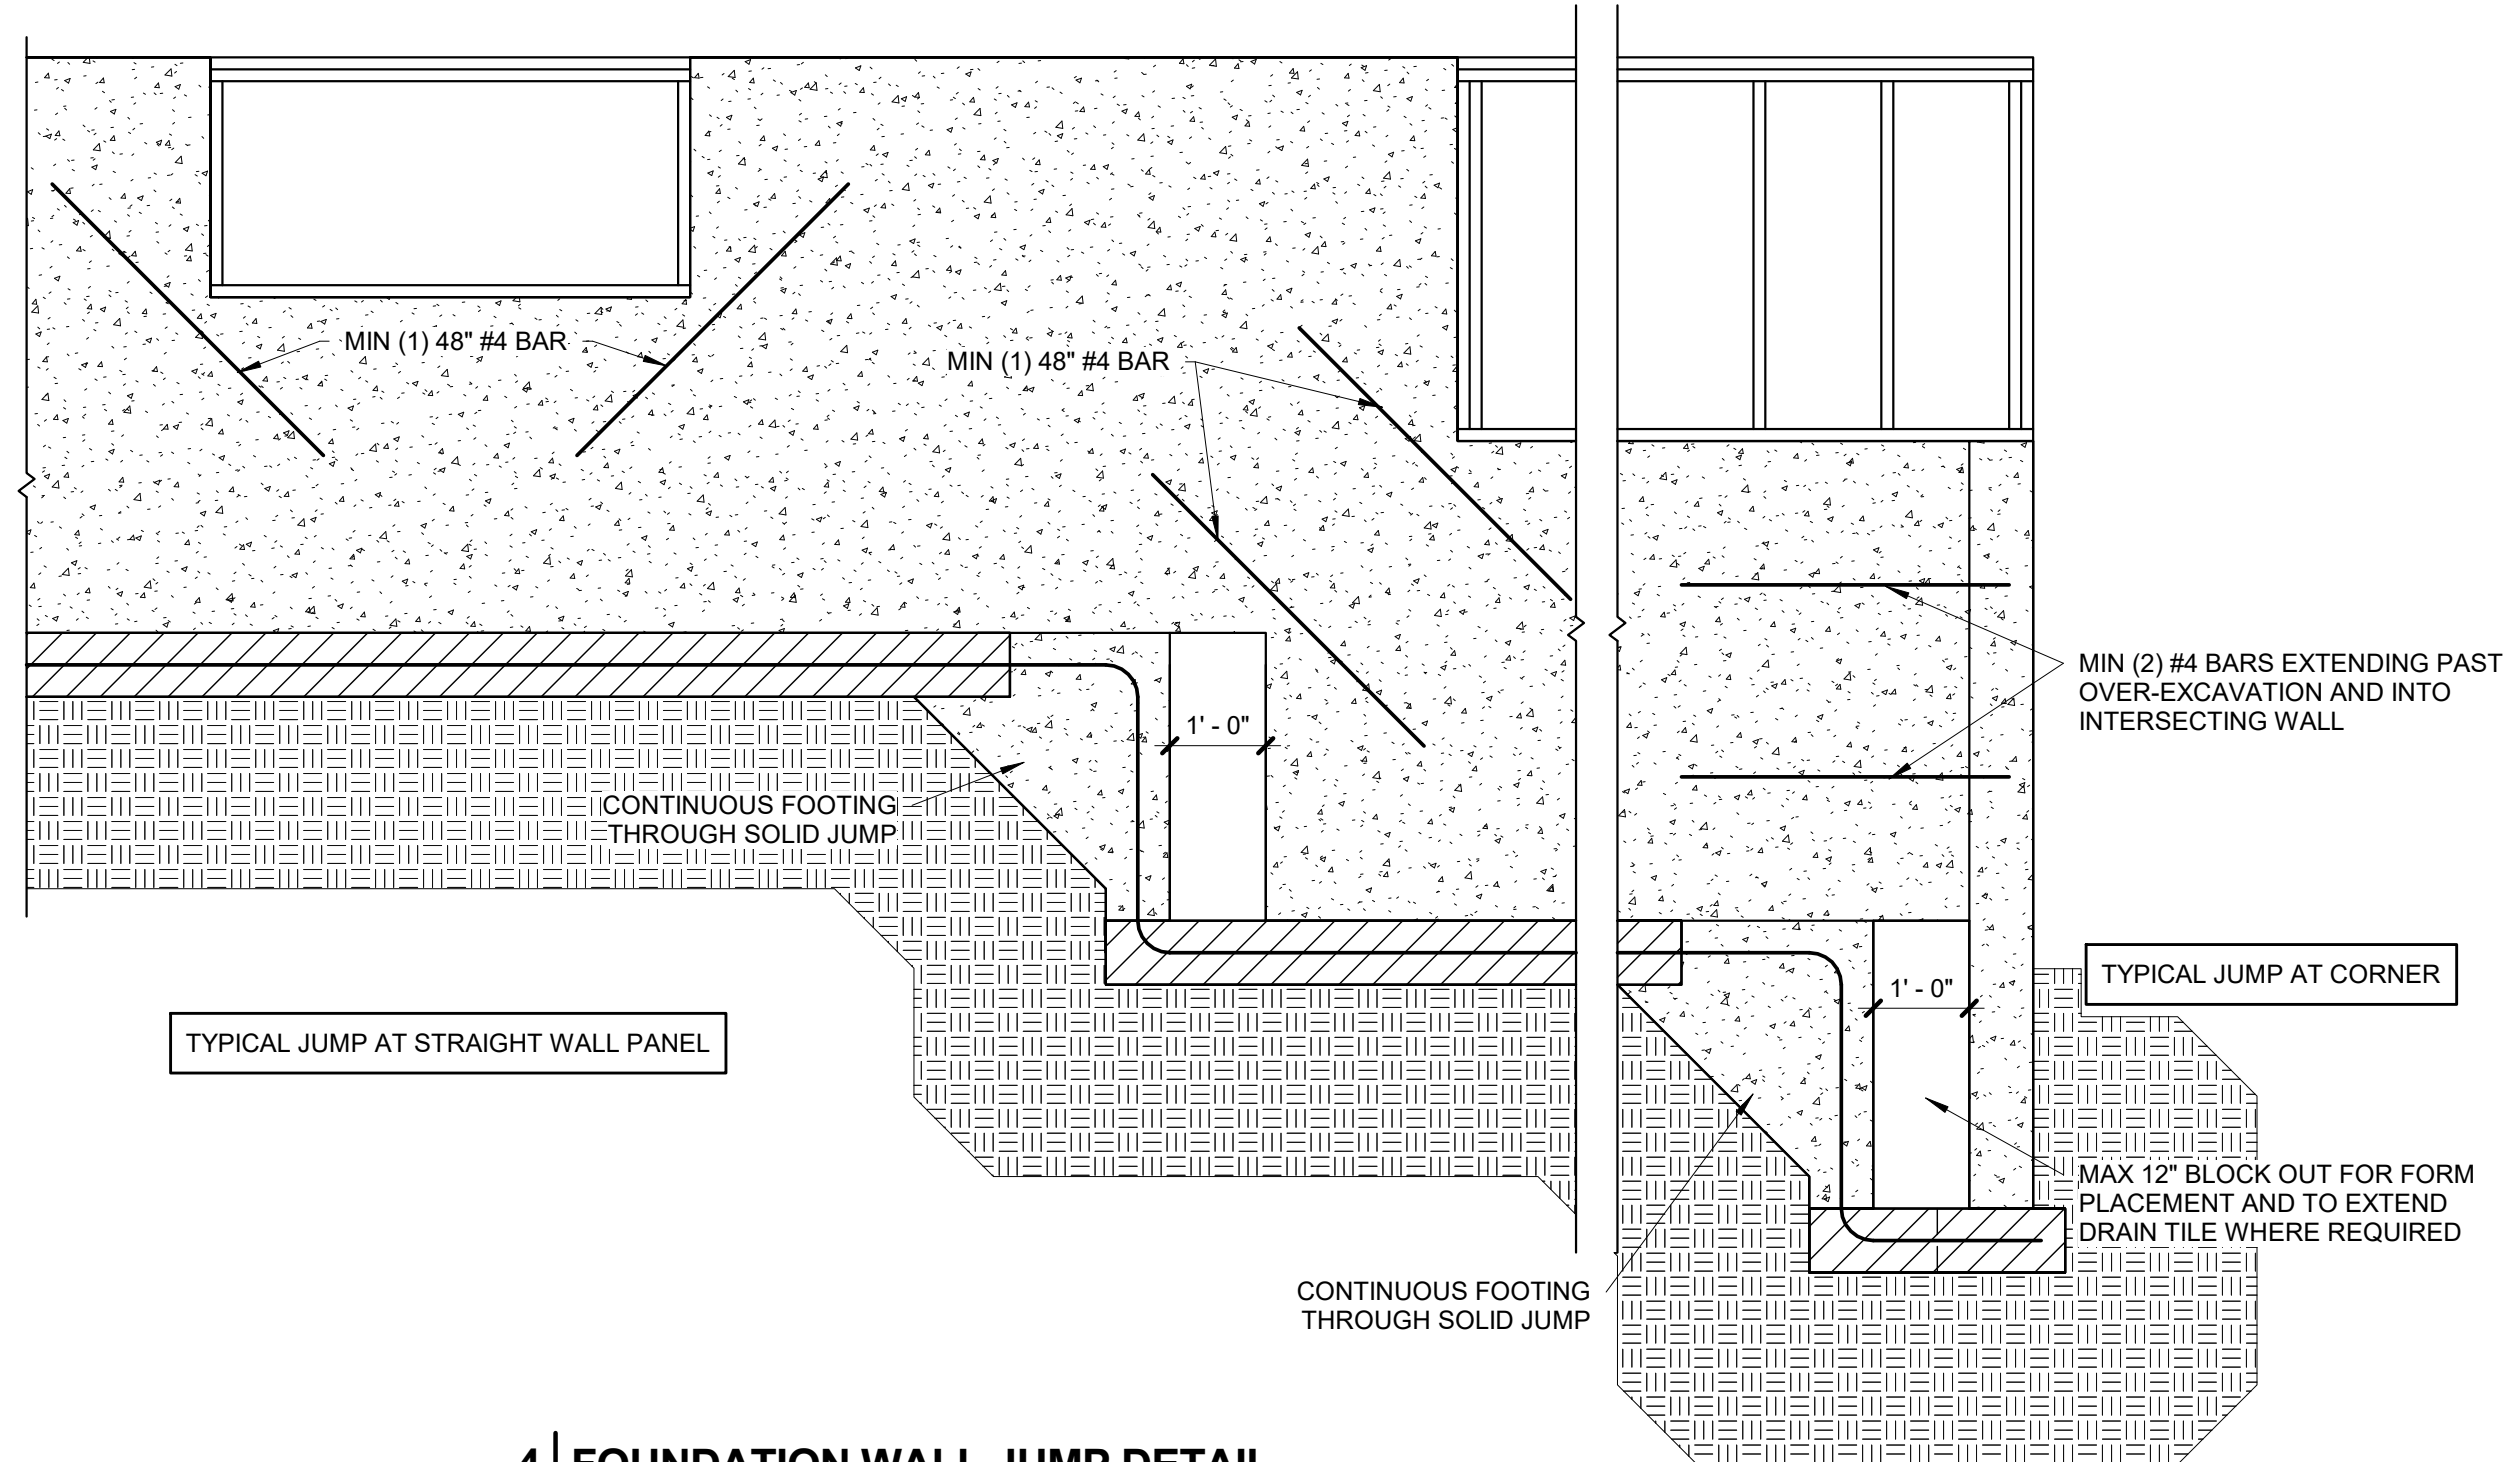 MIN (1) 48" #4 BAR
MIN (1) 48" #4 BAR
MIN (2) #4 BARS EXTENDING PAST
OVER-EXCAVATION AND INTO
INTERSECTING WALL
1' - 0"
CONTINUOUS FOOTING
THROUGH SOLID JUMP
TYPICAL JUMP AT CORNER
1' - 0"
TYPICAL JUMP AT STRAIGHT WALL PANEL
MAX 12" BLOCK OUT FOR FORM
PLACEMENT AND TO EXTEND
DRAIN TILE WHERE REQUIRED
CONTINUOUS FOOTING
THROUGH SOLID JUMP
4 FOUNDATION WALL JUMP DETAIL